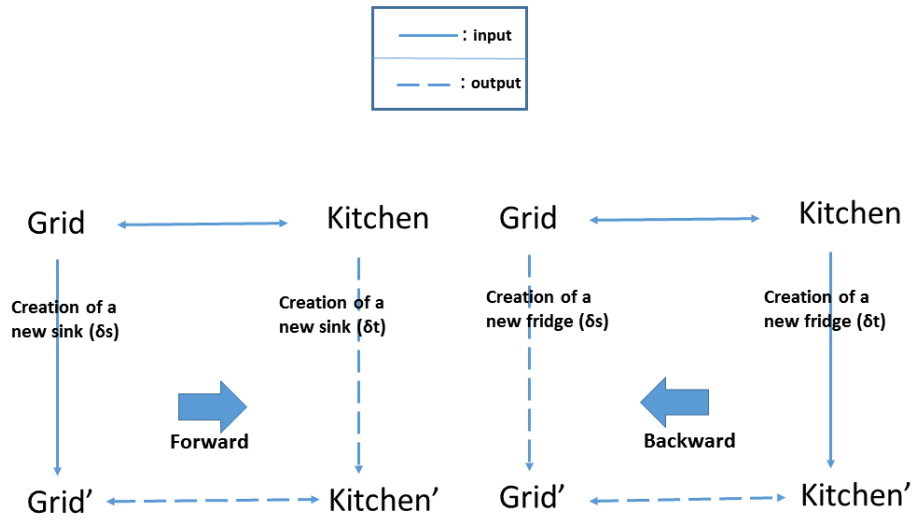 : input
: output
Grid
Kitchen
Grid
Kitchen
Creation of a
new sink (δs)
Creation of a
new sink (δt)
Creation of a
new fridge (δs)
Creation of a
new fridge (δt)
Forward
Backward
Grid’
Kitchen’
Grid’
Kitchen’